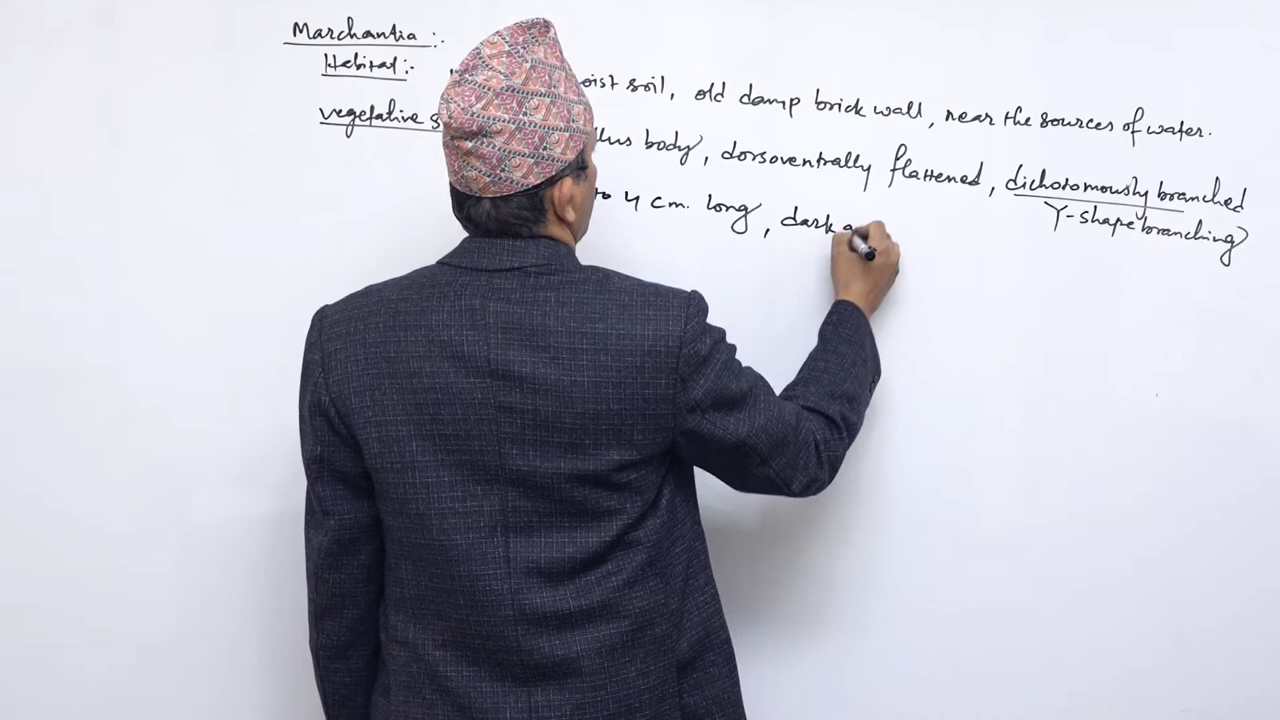 Marchantia :-
Habitat:- oist soil, old damp brick wall, near the sources of water.
vegetative s llus body, dorsoventrally flattened, dichotomously branched
Y-shape branching
to 4 cm. long, dark